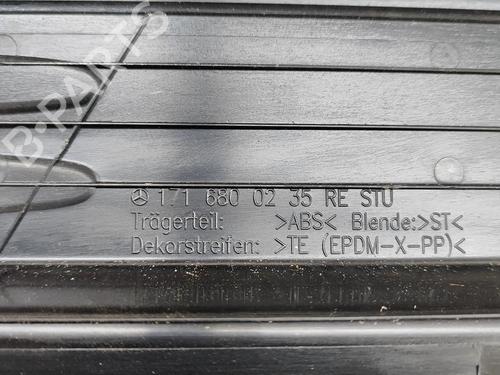 B-PARTS
171 680 02 35 RE STU
Trägerteil: >ABS< Blende:>ST<
Dekorstreifen: >TE (EPDM-X-PP)<